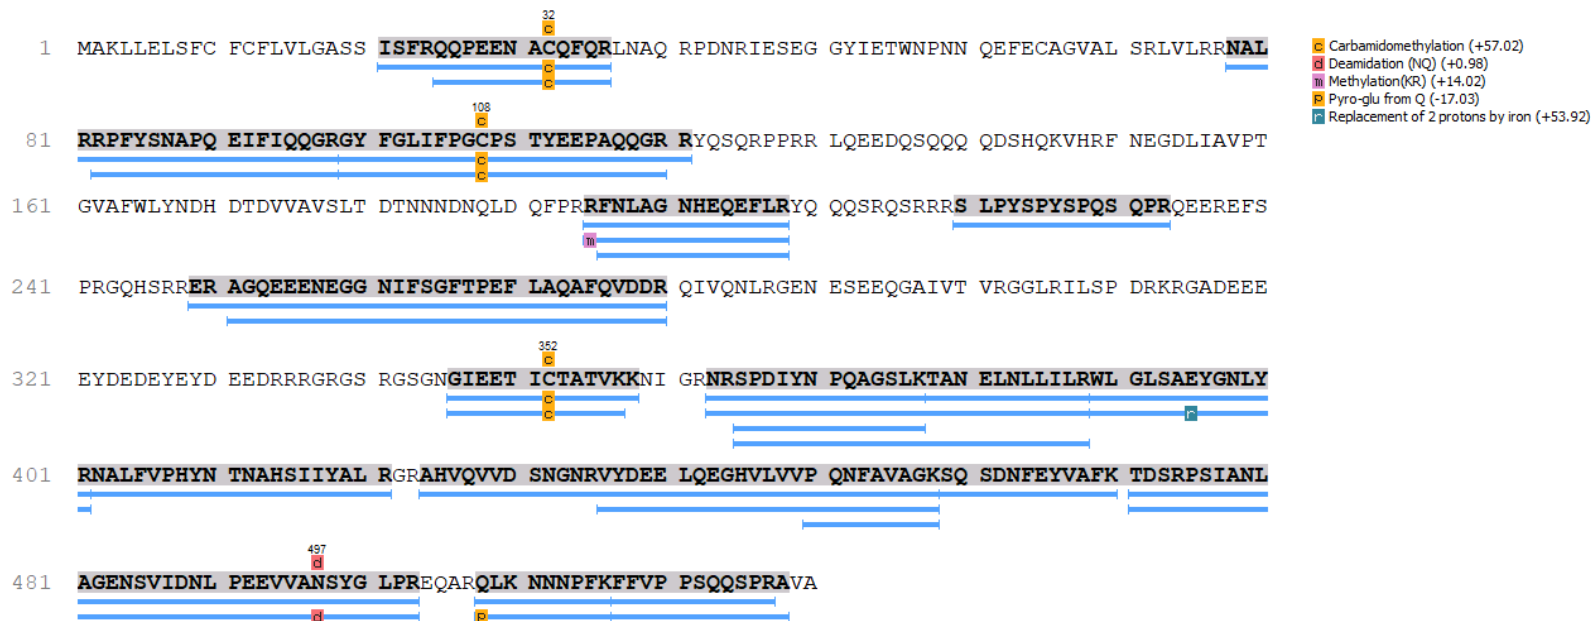 32
c
1 MAKLLELSFC FCFLVLGASS ISFRQQPEEN ACQFQRLNAQ RPDNRIESEG GYIETWNPNN QEFECAGVAL SRLVLRRNAL
c
c
c Carbamidomethylation (+57.02)
d Deamidation (NQ) (+0.98)
m Methylation(KR) (+14.02)
p Pyro-glu from Q (-17.03)
r Replacement of 2 protons by iron (+53.92)
108
c
81 RRPFYSNAPQ EIFIQQGRGY FGLIFPGCPS TYEEPAQQGR RYQSQRPPRR LQEEDQSQQQ QDSHQKVHRF NEGDLIAVPT
c
c
161 GVAFWLYNDH DTDVVAVSLT DTNNNDNQLD QFPRRFNLAG NHEQEFLRYQ QQSRQSRRR​S LPYSPYSPQS QPRQEEREFS
m
241 PRGQHSRRER AGQEEENEGG NIFSGFTPEF LAQAFQVDDR QIVQNLRGEN ESEEQGAIVT VRGGLRILSP DRKRGADEEE
352
c
321 EYDEDEYEYD EEDRRRGRGS RGSGNGIEET ICTATVKKNI GRNRSPDIYN PQAGSLKTAN ELNLLILRWL GLSAEYGNLY
c
c
r
401 RNALFVPHYN TNAHSIIYAL RGRAHVQVVD SNGNRVYDEE LQEGHVLVVP QNFAVAGKSQ SDNFEYVAFK TDSRPSIANL
497
d
481 AGENSVIDNL PEEVVANSYG LPREQARQLK NNNPFKFFVP PSQQSPRAVA
d
p